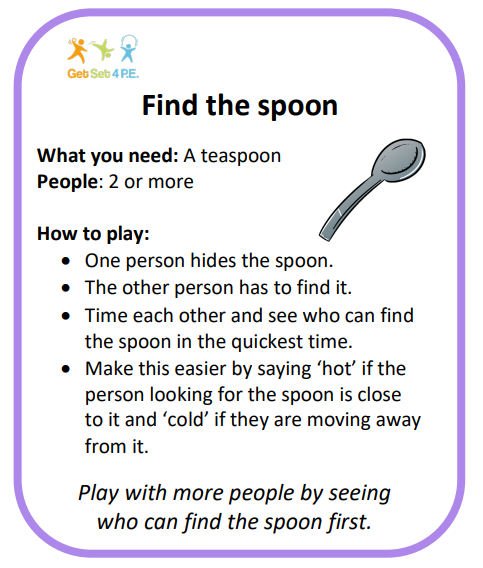 Get Set 4 P.E.
Find the spoon
What you need: A teaspoon
People: 2 or more
How to play:
• One person hides the spoon.
• The other person has to find it.
• Time each other and see who can find
the spoon in the quickest time.
• Make this easier by saying ‘hot’ if the
person looking for the spoon is close
to it and ‘cold’ if they are moving away
from it.
Play with more people by seeing
who can find the spoon first.